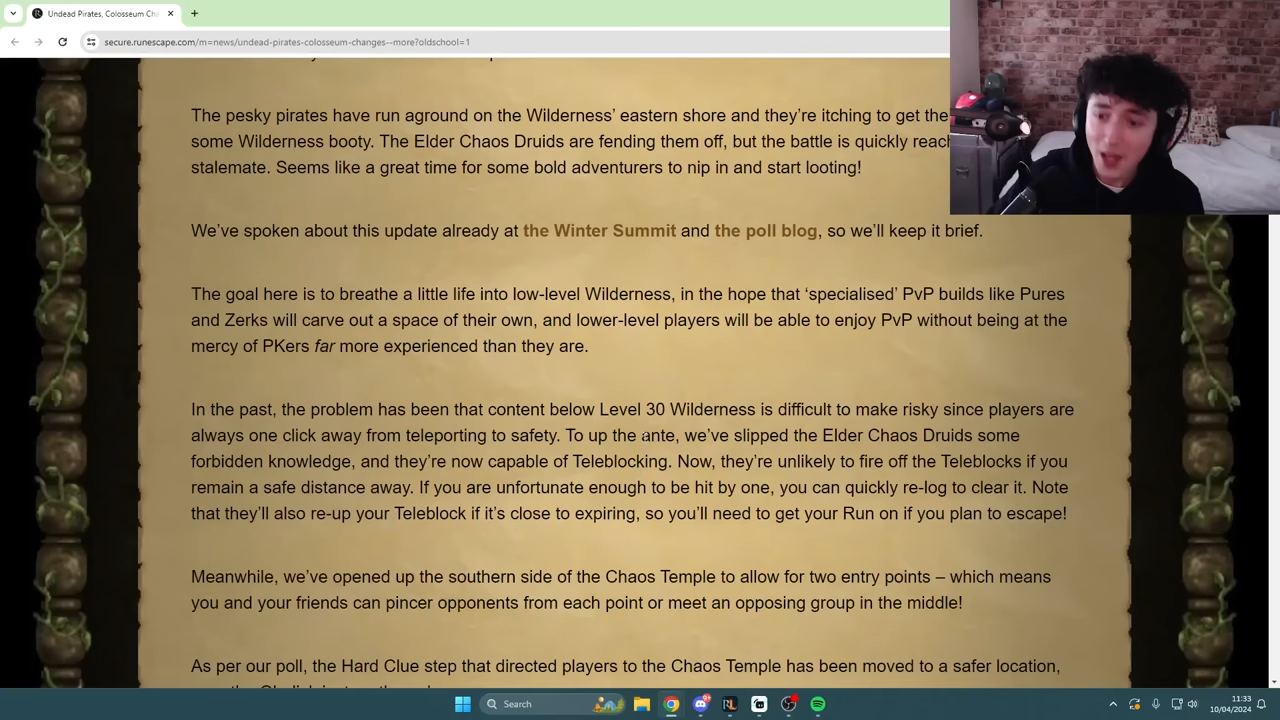 Undead Pirates, Colosseum Cha
secure.runescape.com/m=news/undead-pirates-colosseum-changes--more?oldschool=1
The pesky pirates have run aground on the Wilderness' eastern shore and they're itching to get the
some Wilderness booty. The Elder Chaos Druids are fending them off, but the battle is quickly reach
stalemate. Seems like a great time for some bold adventurers to nip in and start looting!
We've spoken about this update already at the Winter Summit and the poll blog, so we'll keep it brief.
The goal here is to breathe a little life into low-level Wilderness, in the hope that 'specialised' PvP builds like Pures
and Zerks will carve out a space of their own, and lower-level players will be able to enjoy PvP without being at the
mercy of PKers far more experienced than they are.
In the past, the problem has been that content below Level 30 Wilderness is difficult to make risky since players are
always one click away from teleporting to safety. To up the ante, we've slipped the Elder Chaos Druids some
forbidden knowledge, and they're now capable of Teleblocking. Now, they're unlikely to fire off the Teleblocks if you
remain a safe distance away. If you are unfortunate enough to be hit by one, you can quickly re-log to clear it. Note
that they'll also re-up your Teleblock if it's close to expiring, so you'll need to get your Run on if you plan to escape!
Meanwhile, we've opened up the southern side of the Chaos Temple to allow for two entry points – which means
you and your friends can pincer opponents from each point or meet an opposing group in the middle!
As per our poll, the Hard Clue step that directed players to the Chaos Temple has been moved to a safer location,
Search
11:33
10/04/2024